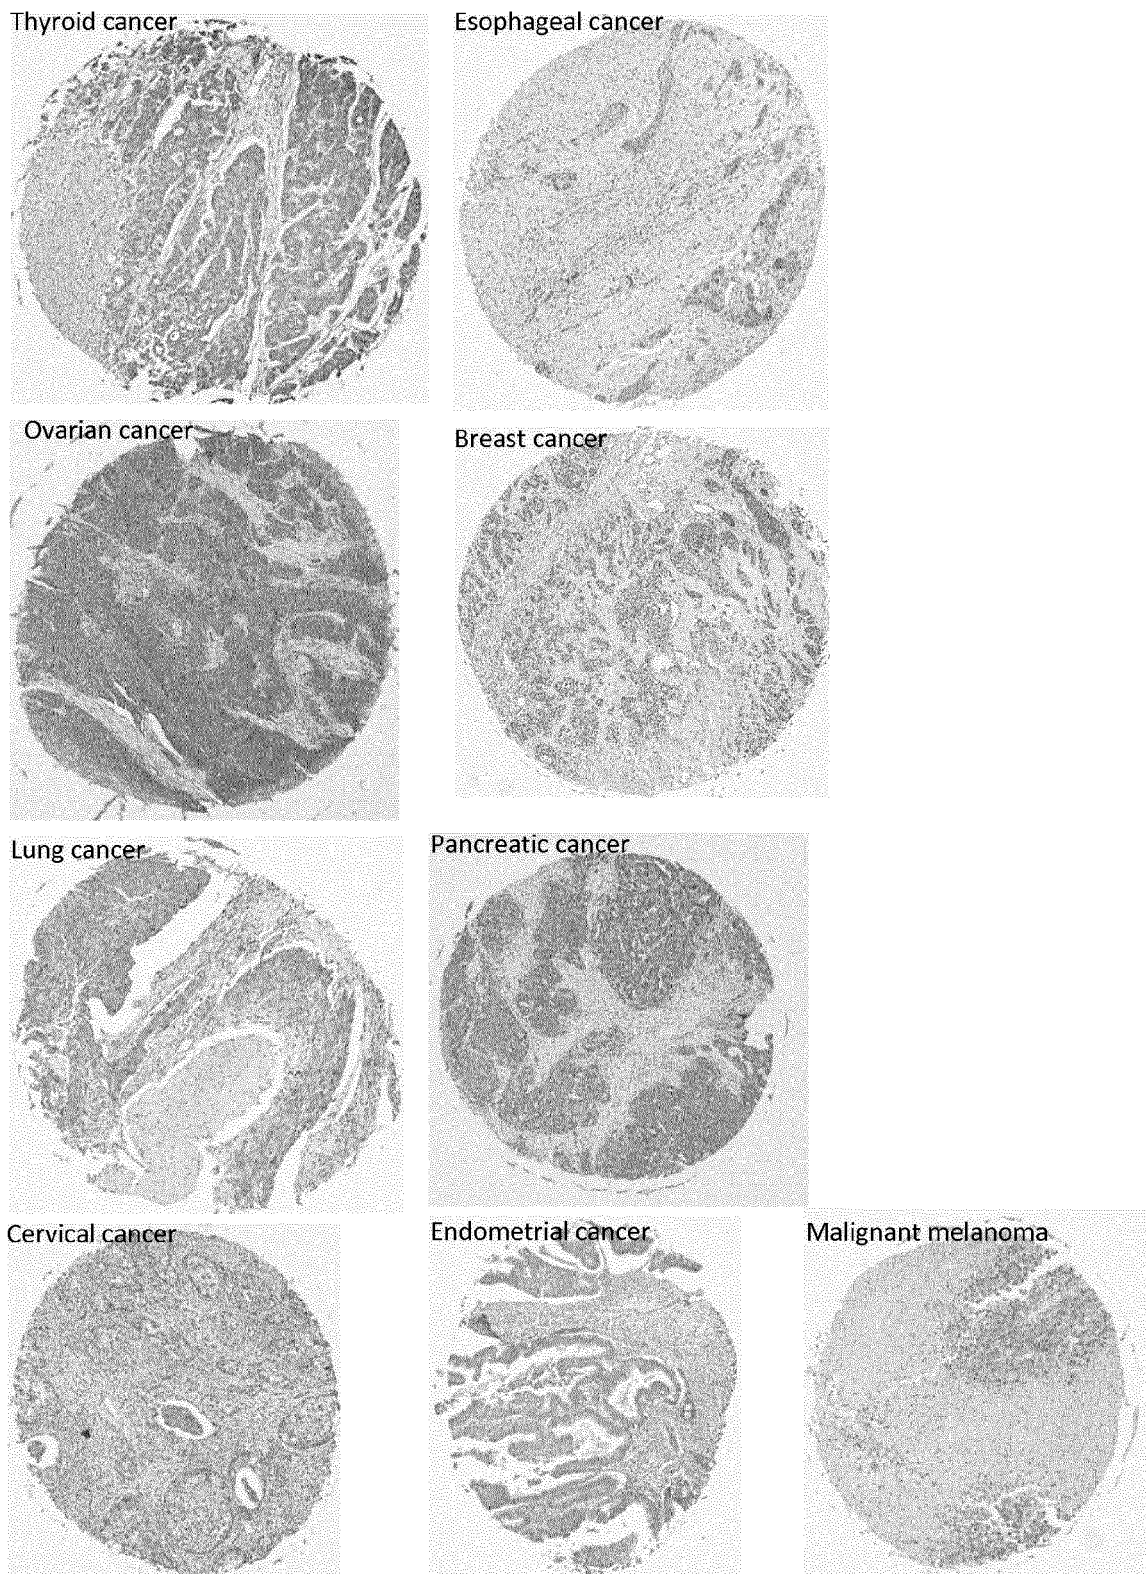 Thyroid cancer
Esophageal cancer
Ovarian cancer
Breast cancer
Lung cancer
Pancreatic cancer
Cervical cancer
Endometrial cancer
Malignant melanoma